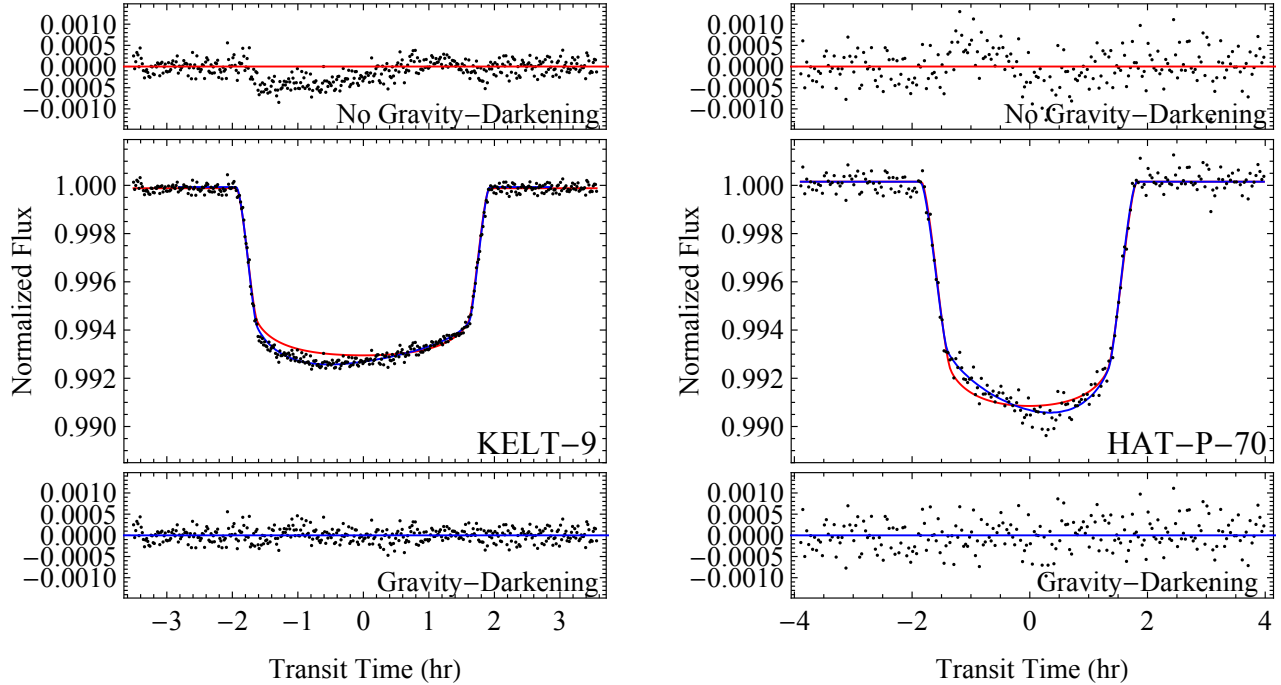 0.0010
0.0005
0.0000
−0.0005
−0.0010
No Gravity−Darkening
Normalized Flux
1.000
0.998
0.996
0.994
0.992
0.990
KELT−9
0.0010
0.0005
0.0000
−0.0005
−0.0010
Gravity−Darkening
−3 −2 −1 0 1 2 3
Transit Time (hr)
0.0010
0.0005
0.0000
−0.0005
−0.0010
No Gravity−Darkening
Normalized Flux
1.000
0.998
0.996
0.994
0.992
0.990
HAT−P−70
0.0010
0.0005
0.0000
−0.0005
−0.0010
Gravity−Darkening
−4 −2 0 2 4
Transit Time (hr)